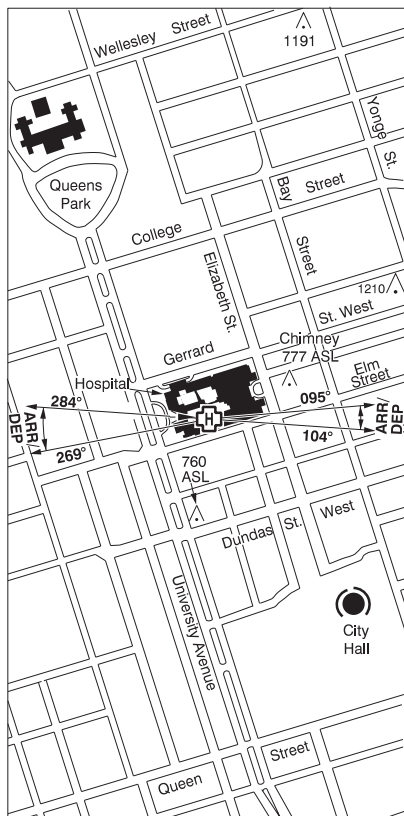 Wellesley Street
1191
Yonge
St.
Queens
Park
Bay
Street
College
Elizabeth St.
Street
1210
St. West
Gerrard
Chimney
777 ASL
Elm
Street
Hospital
284°
095°
ARR
DEP
H
ARR
DEP
269°
104°
760
ASL
Dundas St. West
University Avenue
City
Hall
Queen Street